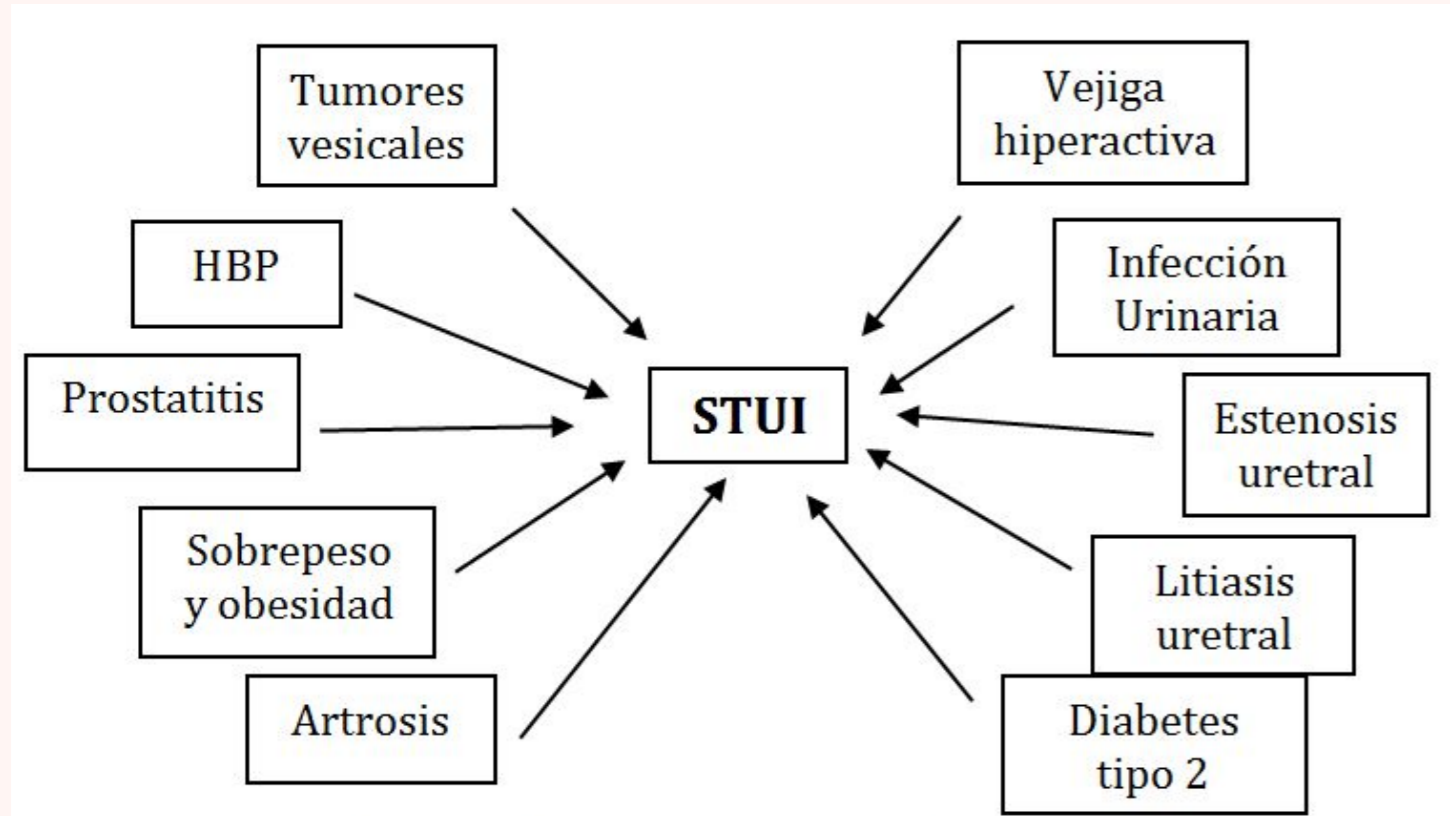 Tumores
vesicales
HBP
Prostatitis
Sobrepeso
y obesidad
Artrosis
STUI
Vejiga
hiperactiva
Infección
Urinaria
Estenosis
uretral
Litiasis
uretral
Diabetes
tipo 2